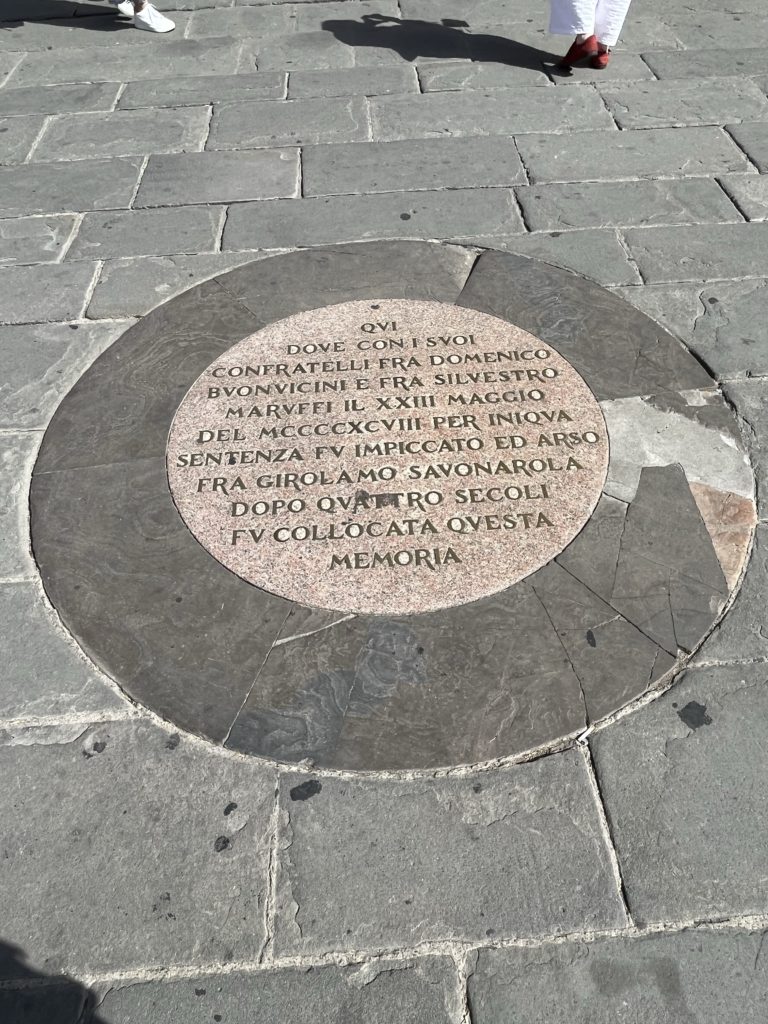 QVI
DOVE CON I SVOI
CONFRATELLI FRA DOMENICO
BVONVICINI E FRA SILVESTRO
MARVFFI IL XXIII MAGGIO
DEL MCCCCXCVIII PER INIQVA
SENTENZA FV IMPICCATO ED ARSO
FRA GIROLAMO SAVONAROLA
DOPO QVATTRO SECOLI
FV COLLOCATA QVESTA
MEMORIA